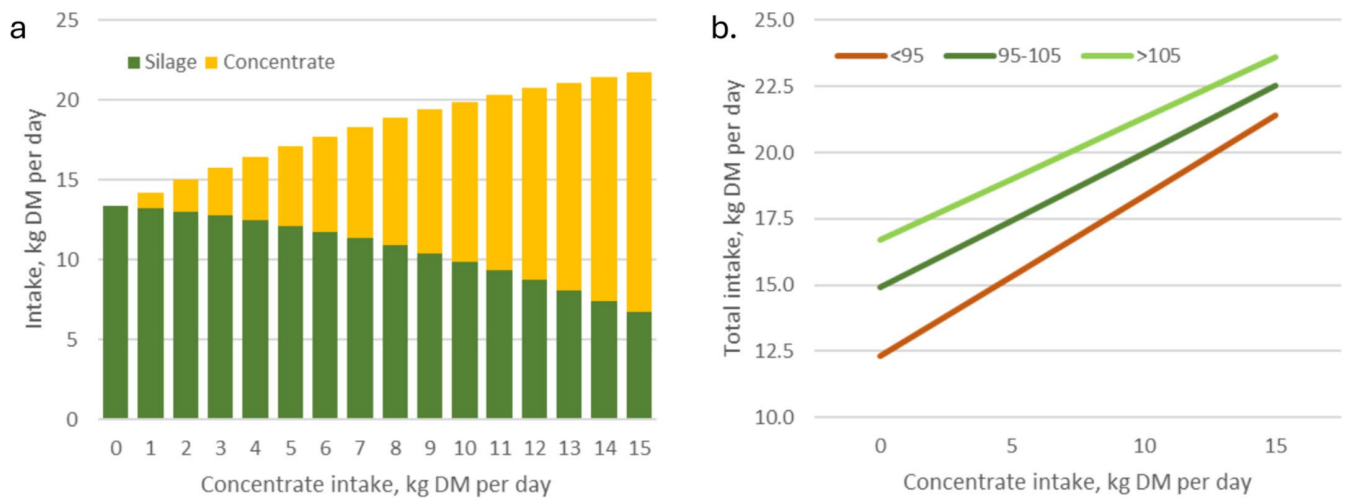 a
25
20
15
10
5
0
Silage Concentrate
Intake, kg DM per day
0 1 2 3 4 5 6 7 8 9 10 11 12 13 14 15
Concentrate intake, kg DM per day
b.
25.0
22.5
20.0
17.5
15.0
12.5
10.0
<95 95-105 >105
Total intake, kg DM per day
0 5 10 15
Concentrate intake, kg DM per day